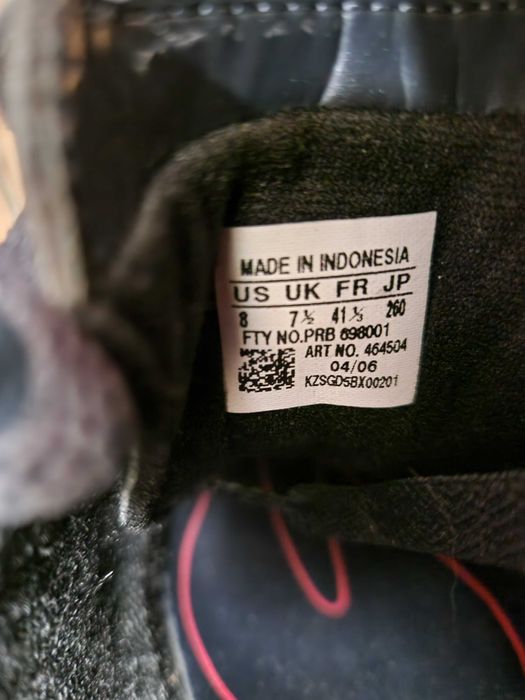 MADE IN INDONESIA
US UK FR JP
8 7½ 41⅓ 260
FTY NO.PRB 698001
ART NO. 464504
04/06
KZSGD5BX00201